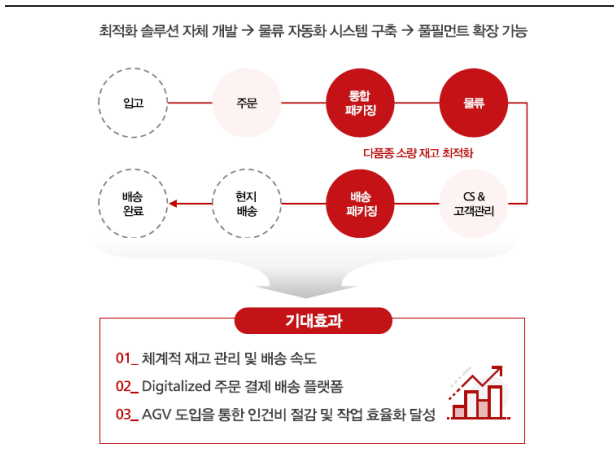 최적화 솔루션 자체 개발 → 물류 자동화 시스템 구축 → 풀필먼트 확장 가능
입고
주문
통합
패키징
물류
다품종 소량 재고 최적화
배송
완료
현지
배송
배송
패키징
CS &
고객관리
기대효과
01_ 체계적 재고 관리 및 배송 속도
02_ Digitalized 주문 결제 배송 플랫폼
03_ AGV 도입을 통한 인건비 절감 및 작업 효율화 달성